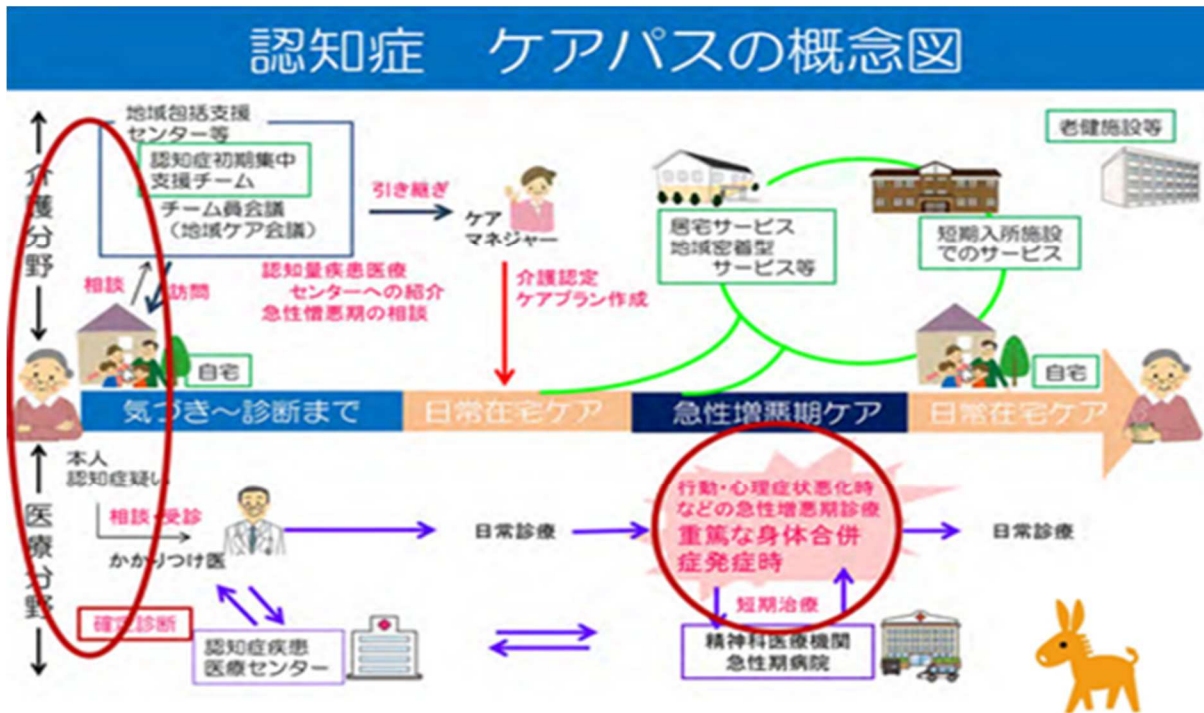 認知症 ケアパスの概念図
介護分野
地域包括支援
センター等
認知症初期集中
支援チーム
チーム員会議
（地域ケア会議）
引き継ぎ
ケア
マネジャー
相談
訪問
認知量疾患医療
センターへの紹介
急性憎悪期の相談
介護認定
ケアプラン作成
居宅サービス
地域密着型
サービス等
短期入所施設
でのサービス
老健施設等
自宅
自宅
気づき～診断まで
日常在宅ケア
急性増悪期ケア
日常在宅ケア
医療分野
本人
認知症疑い
相談・受診
かかりつけ医
日常診療
行動・心理症状悪化時
などの急性増悪期診療
重篤な身体合併
症発症時
日常診療
短期治療
確定診断
認知症疾患
医療センター
精神科医療機関
急性期病院